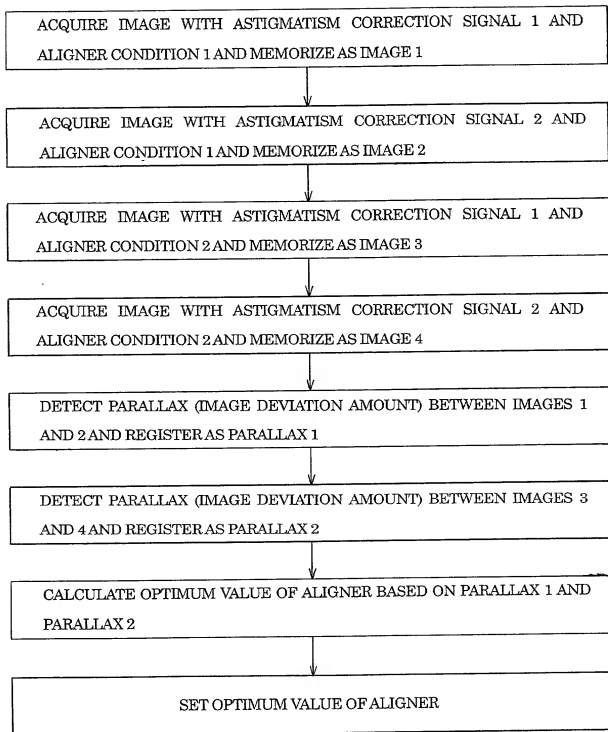 ACQUIRE IMAGE WITH ASTIGMATISM CORRECTION SIGNAL 1 AND
ALIGNER CONDITION 1 AND MEMORIZE AS IMAGE 1
ACQUIRE IMAGE WITH ASTIGMATISM CORRECTION SIGNAL 2 AND
ALIGNER CONDITION 1 AND MEMORIZE AS IMAGE 2
ACQUIRE IMAGE WITH ASTIGMATISM CORRECTION SIGNAL 1 AND
ALIGNER CONDITION 2 AND MEMORIZE AS IMAGE 3
ACQUIRE IMAGE WITH ASTIGMATISM CORRECTION SIGNAL 2 AND
ALIGNER CONDITION 2 AND MEMORIZE AS IMAGE 4
DETECT PARALLAX (IMAGE DEVIATION AMOUNT) BETWEEN IMAGES 1
AND 2 AND REGISTER AS PARALLAX 1
DETECT PARALLAX (IMAGE DEVIATION AMOUNT) BETWEEN IMAGES 3
AND 4 AND REGISTER AS PARALLAX 2
CALCULATE OPTIMUM VALUE OF ALIGNER BASED ON PARALLAX 1 AND
PARALLAX 2
SET OPTIMUM VALUE OF ALIGNER